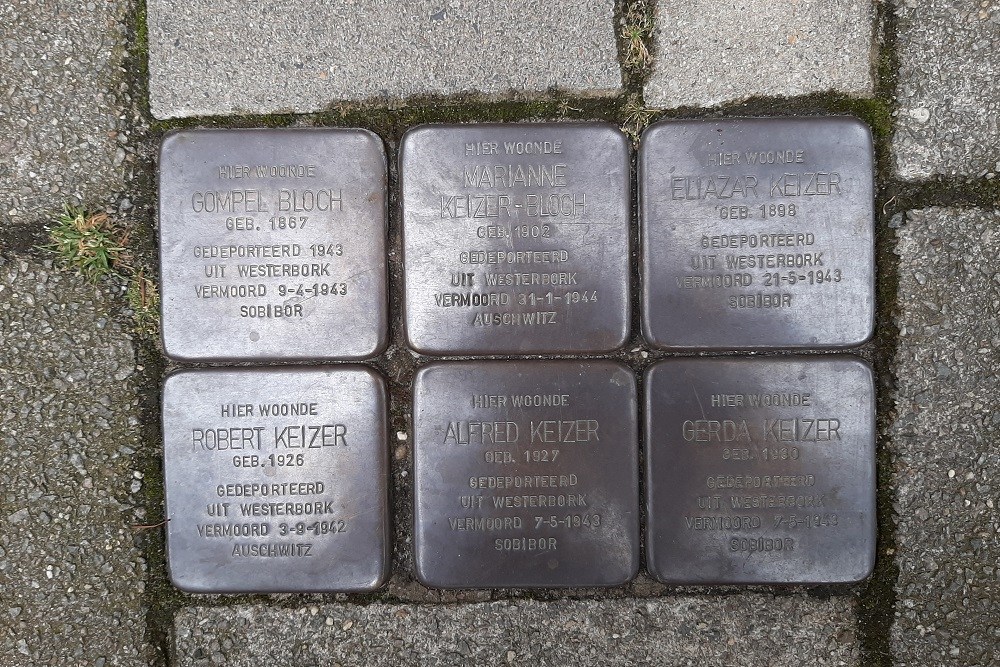 HIER WOONDE
GOMPEL BLOCH
GEB. 1867
GEDEPORTEERD 1943
UIT WESTERBORK
VERMOORD 9-4-1943
SOBIBOR
HIER WOONDE
MARIANNE
KEIZER-BLOCH
GEB. 1902
GEDEPORTEERD
UIT WESTERBORK
VERMOORD 31-1-1944
AUSCHWITZ
HIER WOONDE
ELIAZAR KEIZER
GEB. 1898
GEDEPORTEERD
UIT WESTERBORK
VERMOORD 21-5-1943
SOBIBOR
HIER WOONDE
ROBERT KEIZER
GEB. 1926
GEDEPORTEERD
UIT WESTERBORK
VERMOORD 3-9-1942
AUSCHWITZ
HIER WOONDE
ALFRED KEIZER
GEB. 1927
GEDEPORTEERD
UIT WESTERBORK
VERMOORD 7-5-1943
SOBIBOR
HIER WOONDE
GERDA KEIZER
GEB. 1930
GEDEPORTEERD
UIT WESTERBORK
VERMOORD 7-5-1943
SOBIBOR